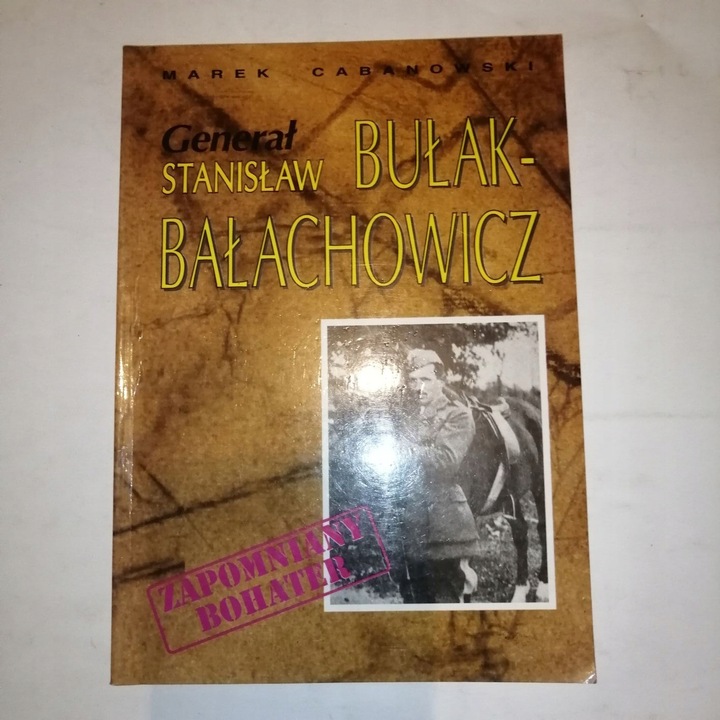 MAREK CABANOWSKI
Generał
STANISŁAW BUŁAK-
BAŁACHOWICZ
ZAPOMNIANY
BOHATER